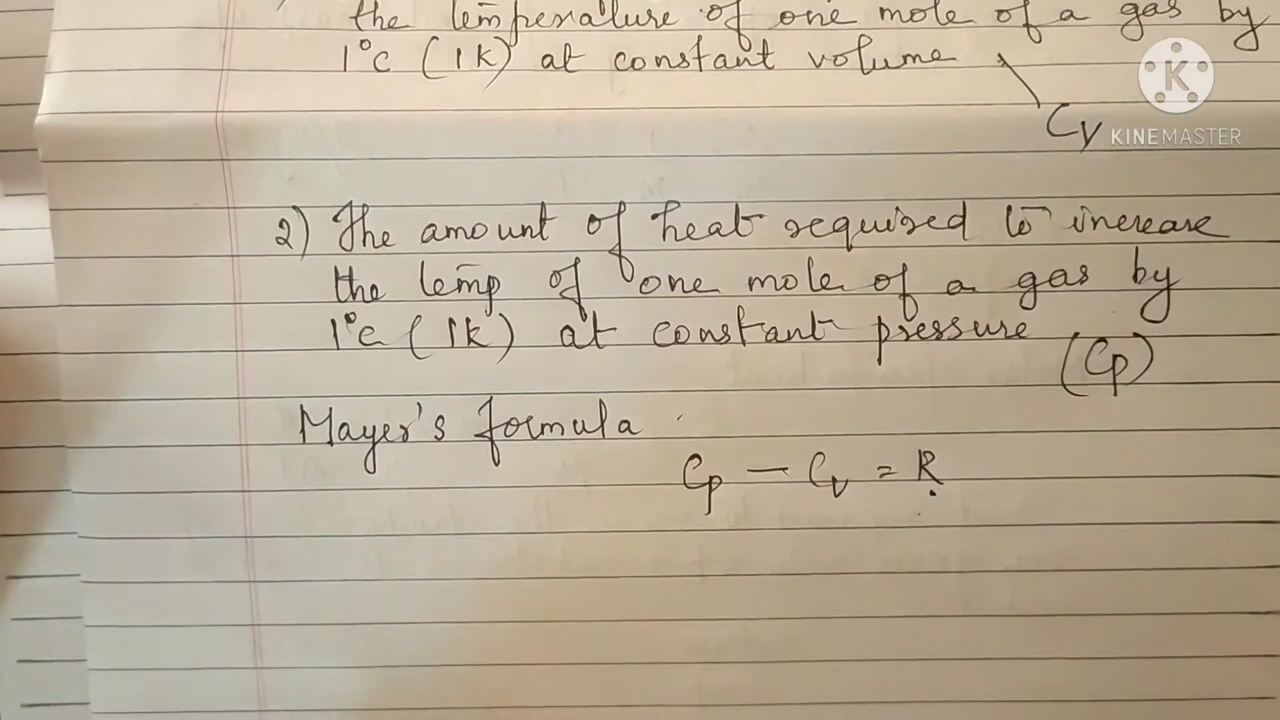 the temperature of one mole of a gas by
1°c (1K) at constant volume
Cv
KINEMASTER
2) The amount of heat required to increase
the temp of one mole of a gas by
1°c (1k) at constant pressure
(Cp)
Mayer's formula
Cp - Cv = R